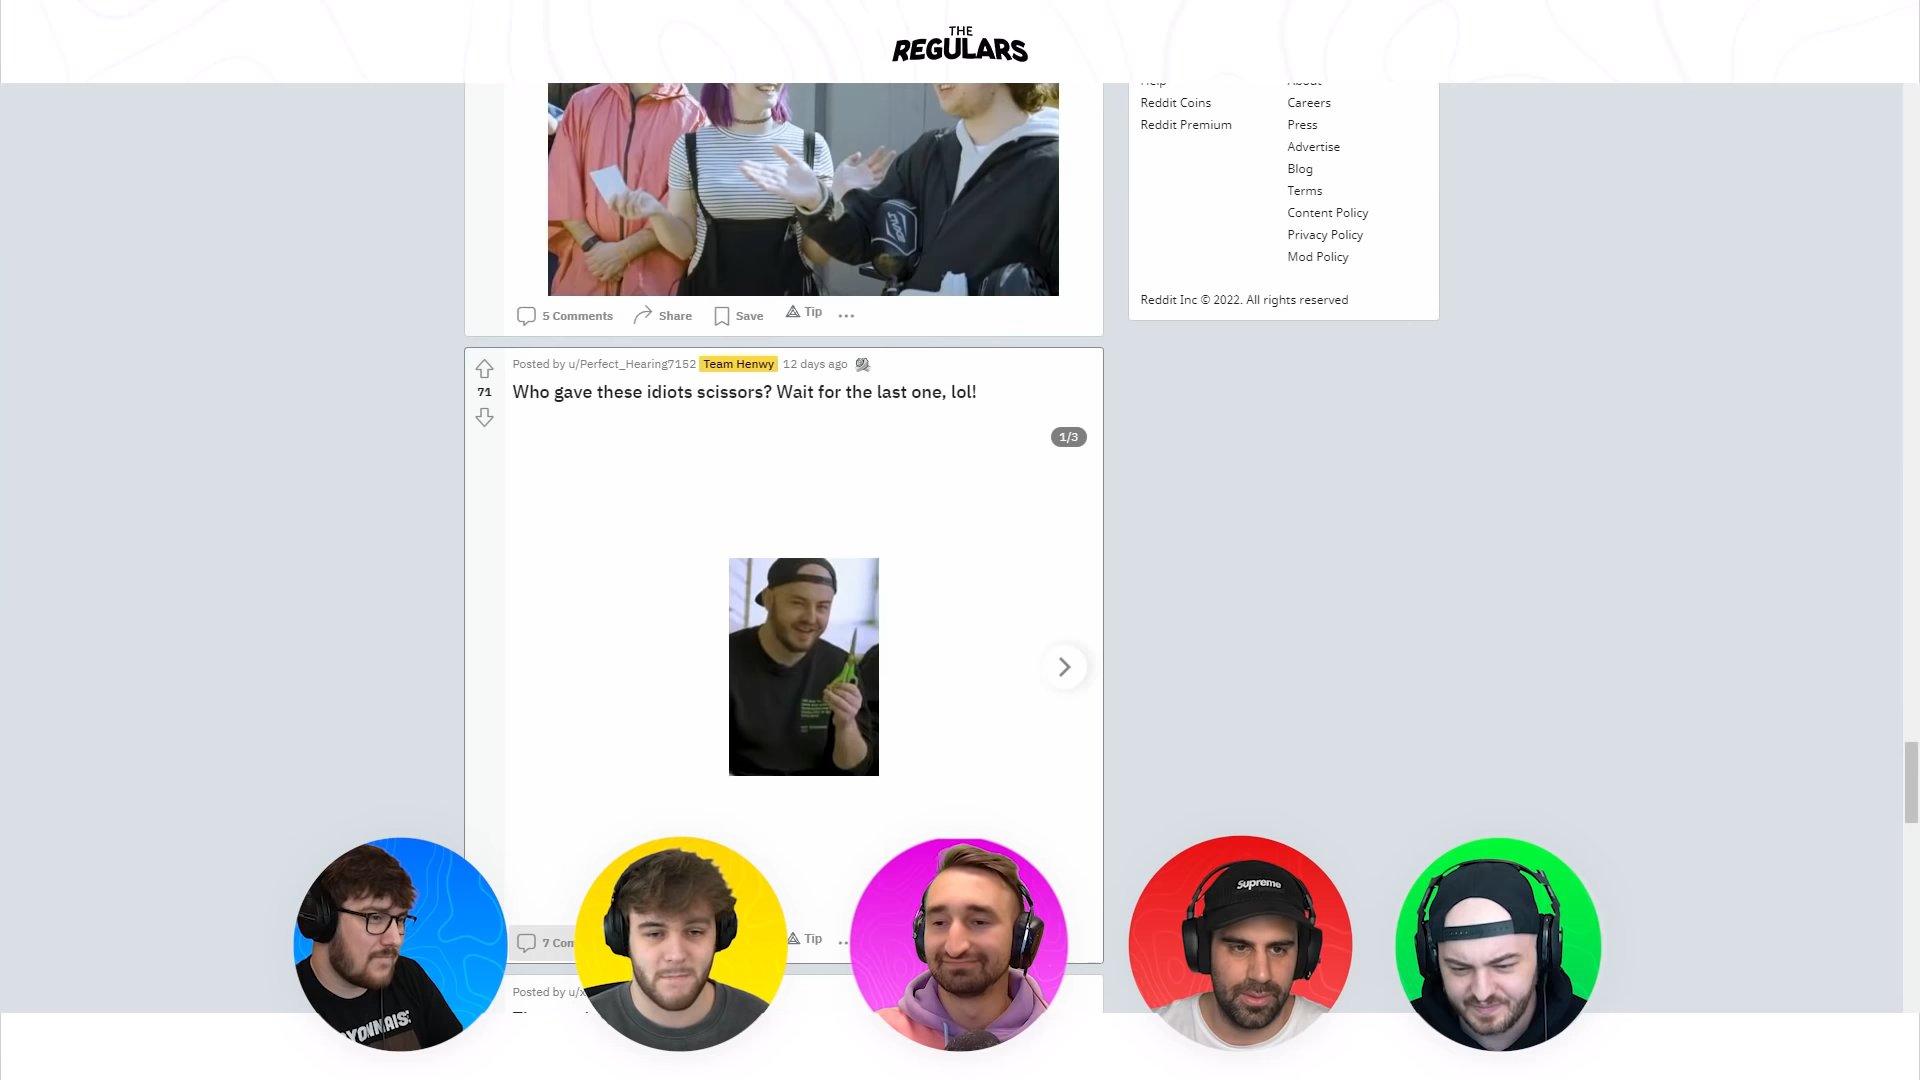 THE
REGULARS
Reddit Coins
Reddit Premium
Careers
Press
Advertise
Blog
Terms
Content Policy
Privacy Policy
Mod Policy
Reddit Inc © 2022. All rights reserved
5 Comments Share Save Tip
Posted by u/Perfect_Hearing7152 Team Henwy 12 days ago
71
Who gave these idiots scissors? Wait for the last one, lol!
1/3
Supreme
7 Com Tip
Posted by u/x